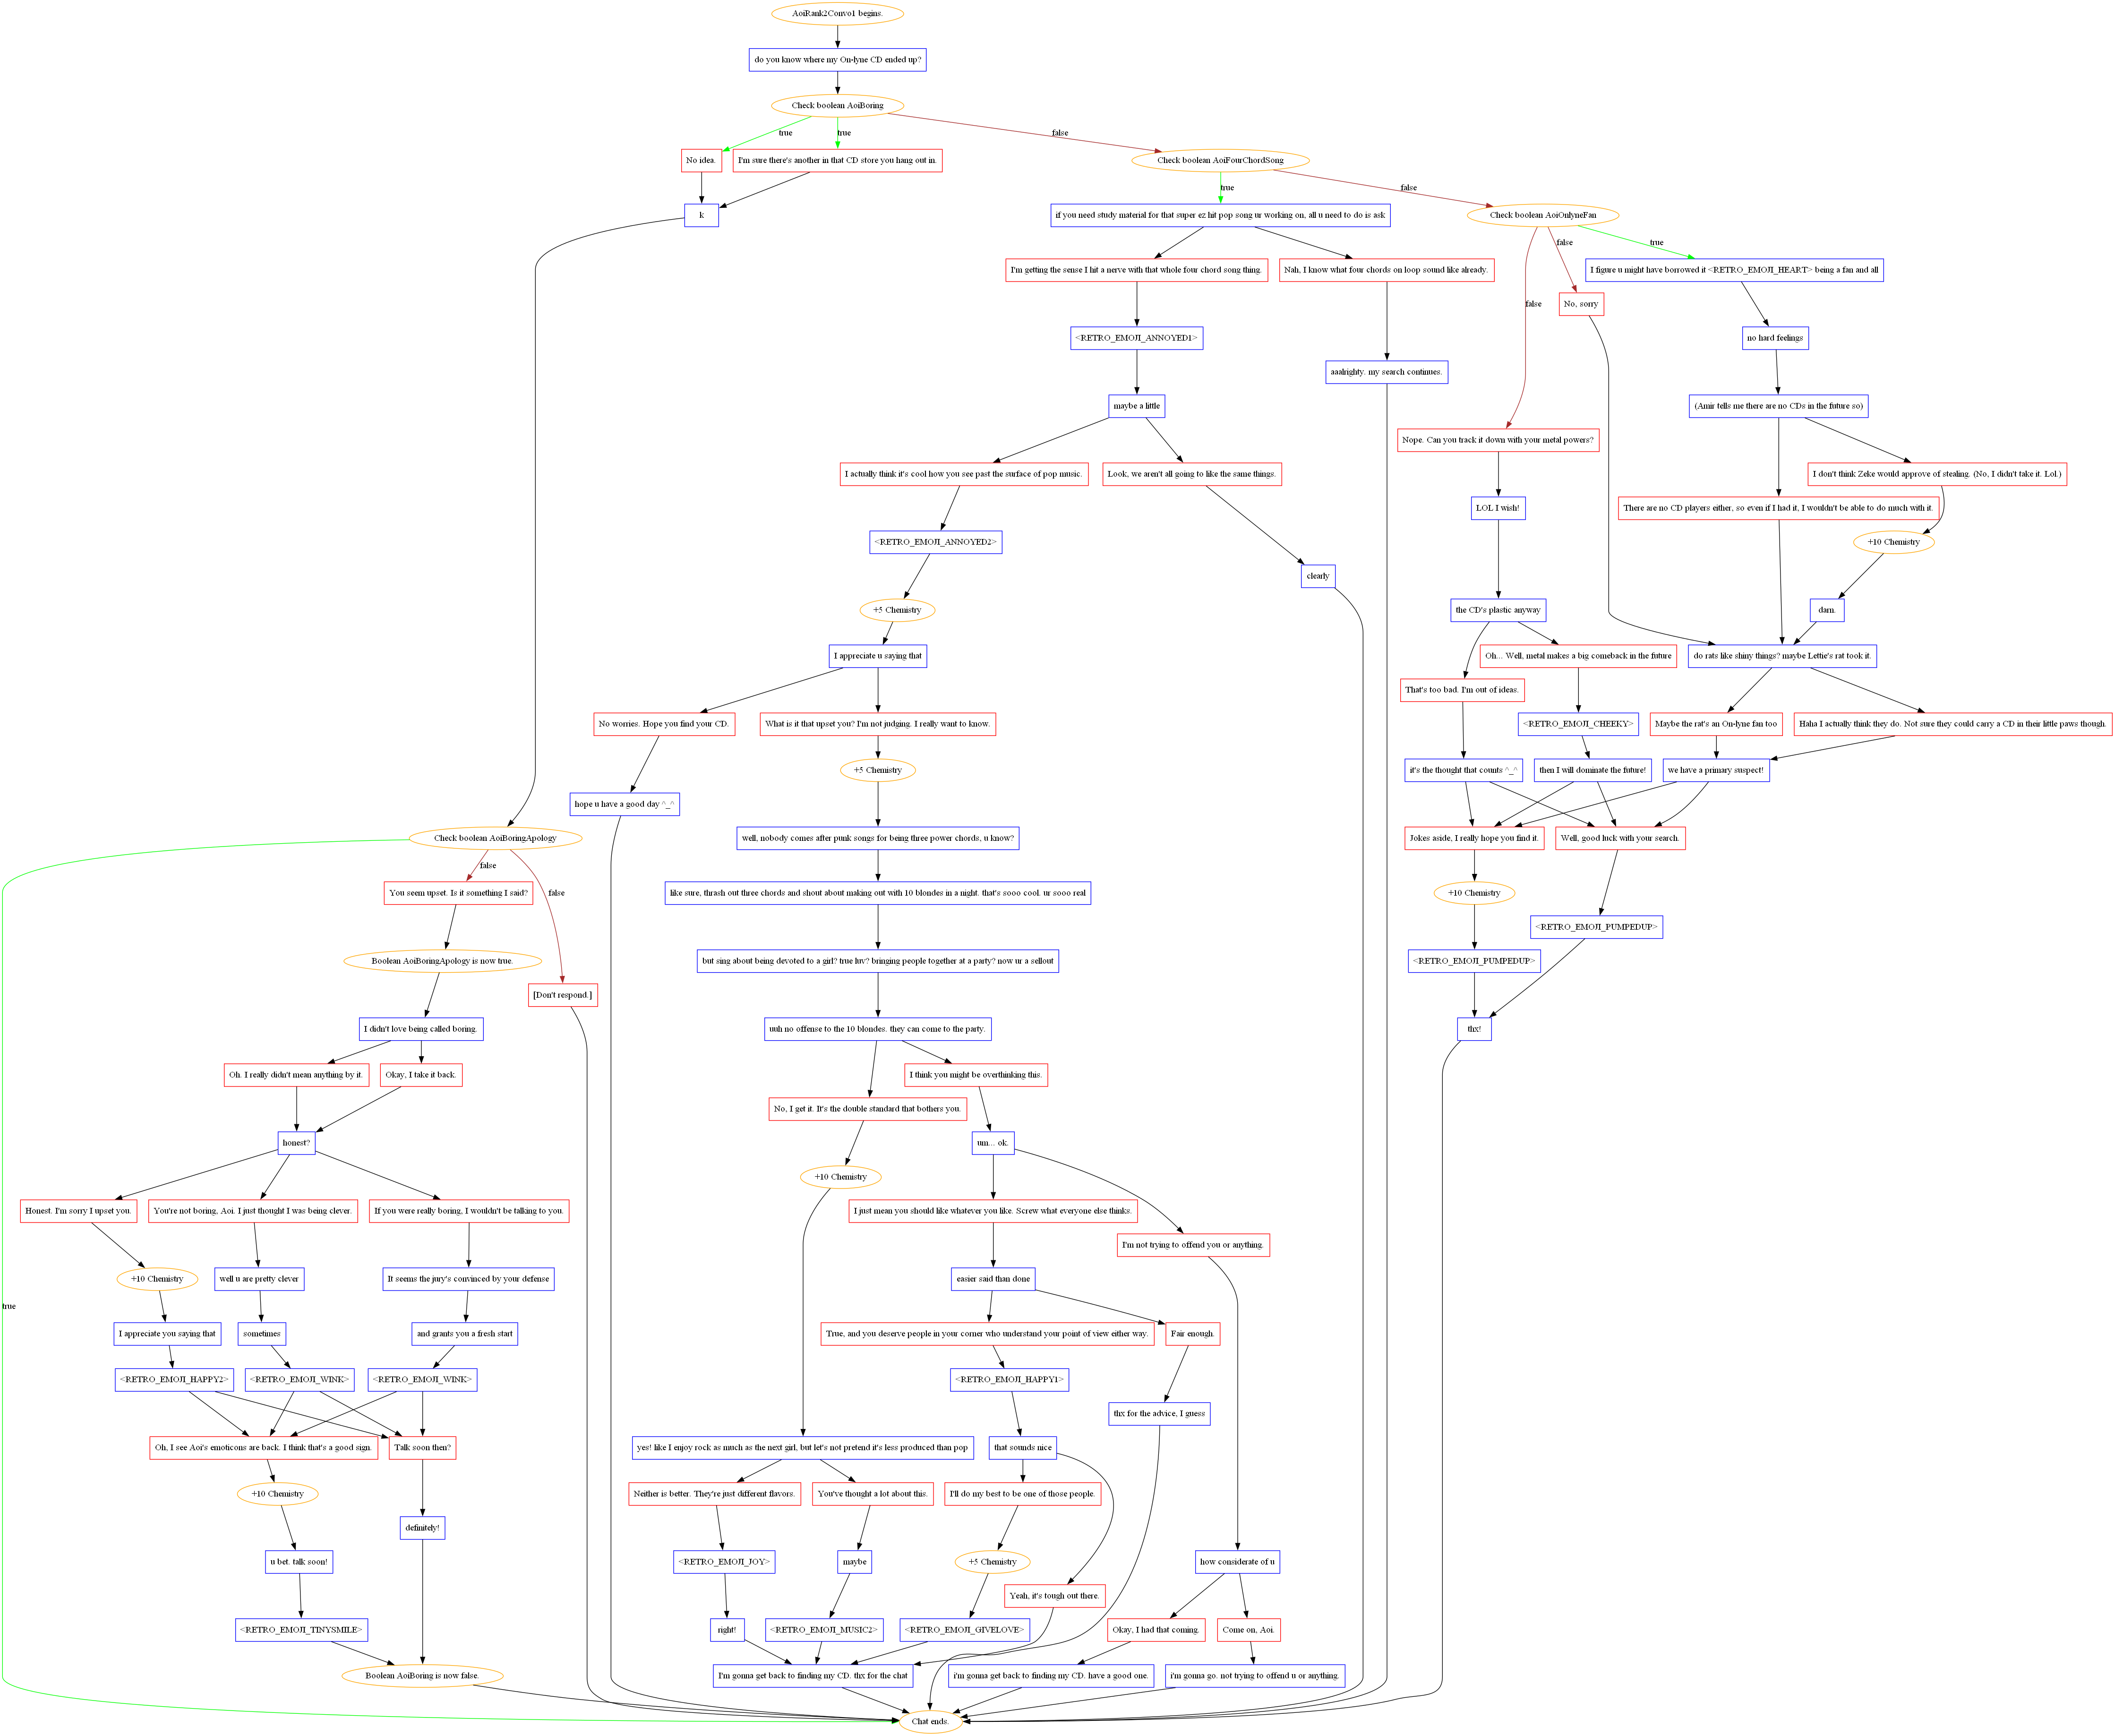 AoiRank2Convo1 begins.
do you know where my On-lyne CD ended up?
Check boolean AoiBoring
true
true
false
No idea.
I'm sure there's another in that CD store you hang out in.
Check boolean AoiFourChordSong
true
false
k
if you need study material for that super ez hit pop song ur working on, all u need to do is ask
Check boolean AoiOnlyneFan
false
true
false
I'm getting the sense I hit a nerve with that whole four chord song thing.
Nah, I know what four chords on loop sound like already.
I figure u might have borrowed it <RETRO_EMOJI_HEART> being a fan and all
No, sorry
<RETRO_EMOJI_ANNOYED1>
no hard feelings
aaalrighty. my search continues.
maybe a little
(Amir tells me there are no CDs in the future so)
Nope. Can you track it down with your metal powers?
I actually think it's cool how you see past the surface of pop music.
Look, we aren't all going to like the same things.
I don't think Zeke would approve of stealing. (No, I didn't take it. Lol.)
LOL I wish!
There are no CD players either, so even if I had it, I wouldn't be able to do much with it.
<RETRO_EMOJI_ANNOYED2>
+10 Chemistry
clearly
+5 Chemistry
the CD's plastic anyway
darn.
I appreciate u saying that
Oh... Well, metal makes a big comeback in the future
do rats like shiny things? maybe Lettie's rat took it.
That's too bad. I'm out of ideas.
No worries. Hope you find your CD.
What is it that upset you? I'm not judging. I really want to know.
<RETRO_EMOJI_CHEEKY>
Maybe the rat's an On-lyne fan too
Haha I actually think they do. Not sure they could carry a CD in their little paws though.
+5 Chemistry
it's the thought that counts ^_^
then I will dominate the future!
we have a primary suspect!
hope u have a good day ^_^
Check boolean AoiBoringApology
well, nobody comes after punk songs for being three power chords, u know?
Jokes aside, I really hope you find it.
Well, good luck with your search.
false
false
You seem upset. Is it something I said?
like sure, thrash out three chords and shout about making out with 10 blondes in a night. that's sooo cool. ur sooo real
+10 Chemistry
<RETRO_EMOJI_PUMPEDUP>
Boolean AoiBoringApology is now true.
but sing about being devoted to a girl? true luv? bringing people together at a party? now ur a sellout
<RETRO_EMOJI_PUMPEDUP>
[Don't respond.]
I didn't love being called boring.
uuh no offense to the 10 blondes. they can come to the party.
thx!
Oh. I really didn't mean anything by it.
Okay, I take it back.
I think you might be overthinking this.
No, I get it. It's the double standard that bothers you.
honest?
um... ok.
+10 Chemistry
Honest. I'm sorry I upset you.
You're not boring, Aoi. I just thought I was being clever.
If you were really boring, I wouldn't be talking to you.
I just mean you should like whatever you like. Screw what everyone else thinks.
I'm not trying to offend you or anything.
+10 Chemistry
well u are pretty clever
It seems the jury's convinced by your defense
easier said than done
true
I appreciate you saying that
sometimes
and grants you a fresh start
True, and you deserve people in your corner who understand your point of view either way.
Fair enough.
<RETRO_EMOJI_HAPPY2>
<RETRO_EMOJI_WINK>
<RETRO_EMOJI_WINK>
<RETRO_EMOJI_HAPPY1>
thx for the advice, I guess
Oh, I see Aoi's emoticons are back. I think that's a good sign.
Talk soon then?
yes! like I enjoy rock as much as the next girl, but let's not pretend it's less produced than pop
that sounds nice
+10 Chemistry
Neither is better. They're just different flavors.
You've thought a lot about this.
I'll do my best to be one of those people.
definitely!
u bet. talk soon!
<RETRO_EMOJI_JOY>
maybe
+5 Chemistry
how considerate of u
Yeah, it's tough out there.
<RETRO_EMOJI_TINYSMILE>
right!
<RETRO_EMOJI_MUSIC2>
<RETRO_EMOJI_GIVELOVE>
Okay, I had that coming.
Come on, Aoi.
Boolean AoiBoring is now false.
I'm gonna get back to finding my CD. thx for the chat
i'm gonna get back to finding my CD. have a good one.
i'm gonna go. not trying to offend u or anything.
Chat ends.